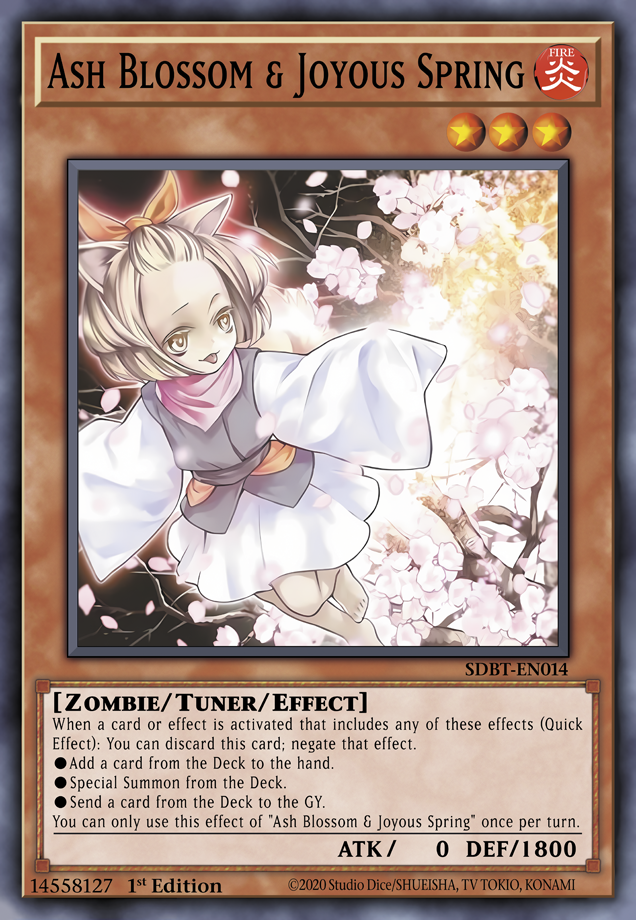 Ash Blossom & Joyous Spring
FIRE
炎
SDBT-EN014
[Zombie/Tuner/Effect]
When a card or effect is activated that includes any of these effects (Quick
Effect): You can discard this card; negate that effect.
●Add a card from the Deck to the hand.
●Special Summon from the Deck.
●Send a card from the Deck to the GY.
You can only use this effect of "Ash Blossom & Joyous Spring" once per turn.
ATK/ 0 DEF/1800
14558127 1st Edition ©2020 Studio Dice/SHUEISHA, TV TOKIO, KONAMI